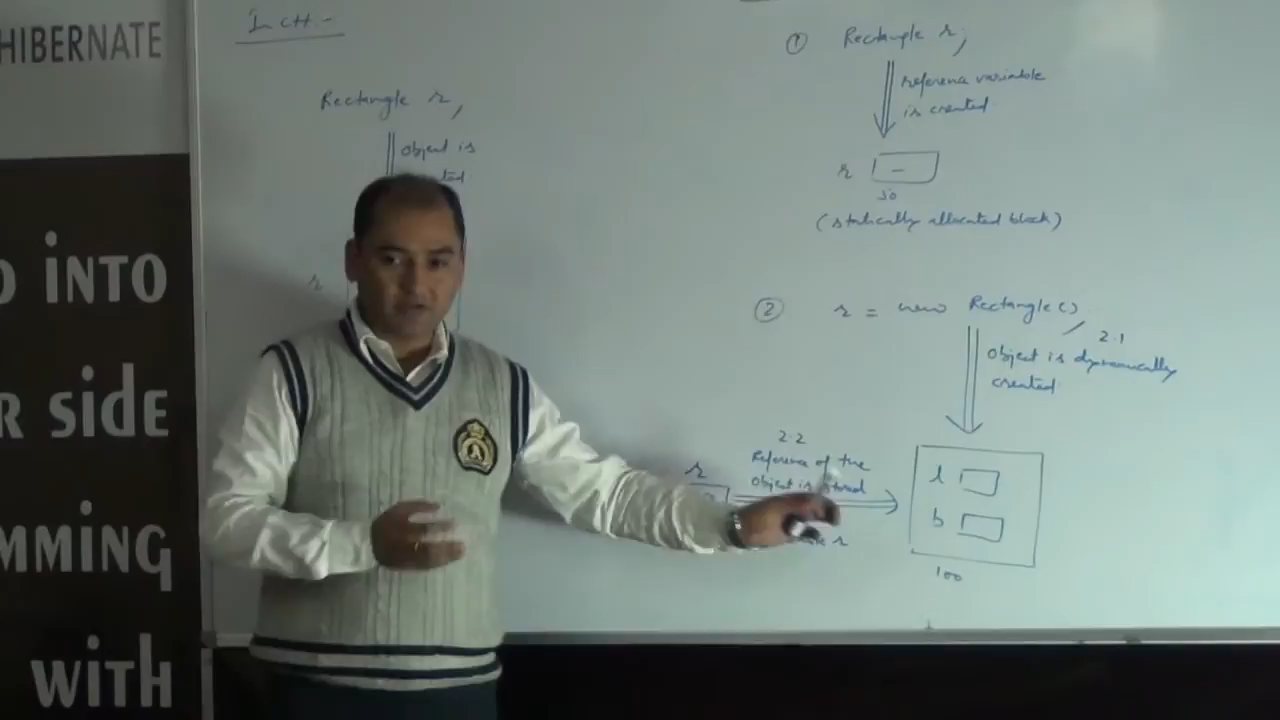 HIBERNATE
O iNTO
R SidE
MMiNG
wiTH
In C++:-
Rectangle r;
object is
r
① Rectangle r;
reference variable
is created
r –
50
(statically allocated block)
② r = new Rectangle()
2.1
object is dynamically
created
2.2
r Reference of the
object is stored
r
l
b
100